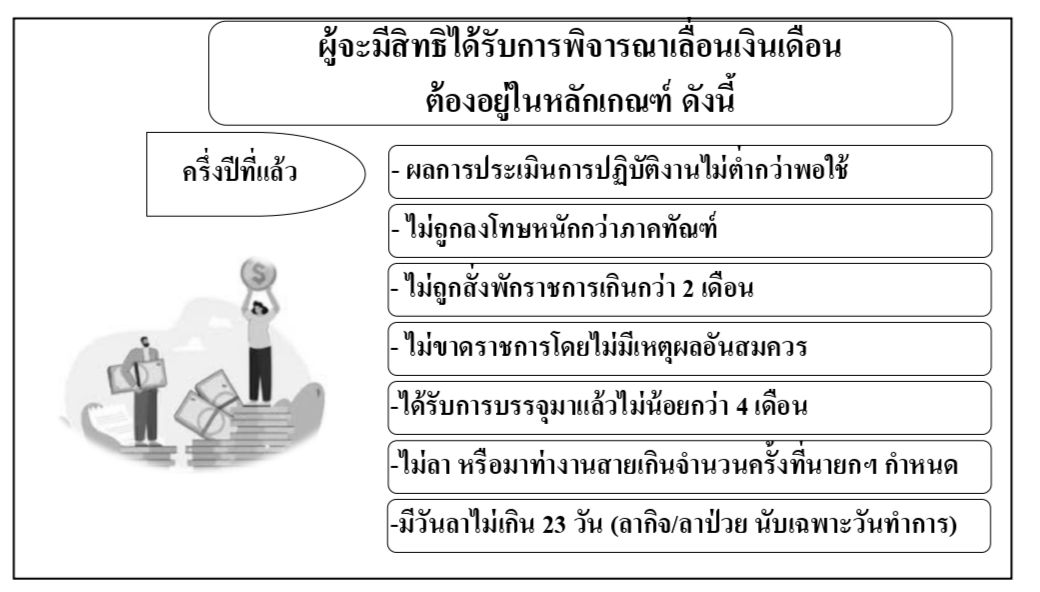 ผู้จะมีสิทธิได้รับการพิจารณาเลื่อนเงินเดือน
ต้องอยู่ในหลักเกณฑ์ ดังนี้
ครึ่งปีที่แล้ว
- ผลการประเมินการปฏิบัติงานไม่ต่ำกว่าพอใช้
- ไม่ถูกลงโทษหนักกว่าภาคทัณฑ์
- ไม่ถูกสั่งพักราชการเกินกว่า 2 เดือน
- ไม่ขาดราชการโดยไม่มีเหตุผลอันสมควร
-ได้รับการบรรจุมาแล้วไม่น้อยกว่า 4 เดือน
-ไม่ลา หรือมาทำงานสายเกินจำนวนครั้งที่นายกฯ กำหนด
-มีวันลาไม่เกิน 23 วัน (ลากิจ/ลาป่วย นับเฉพาะวันทำการ)
$